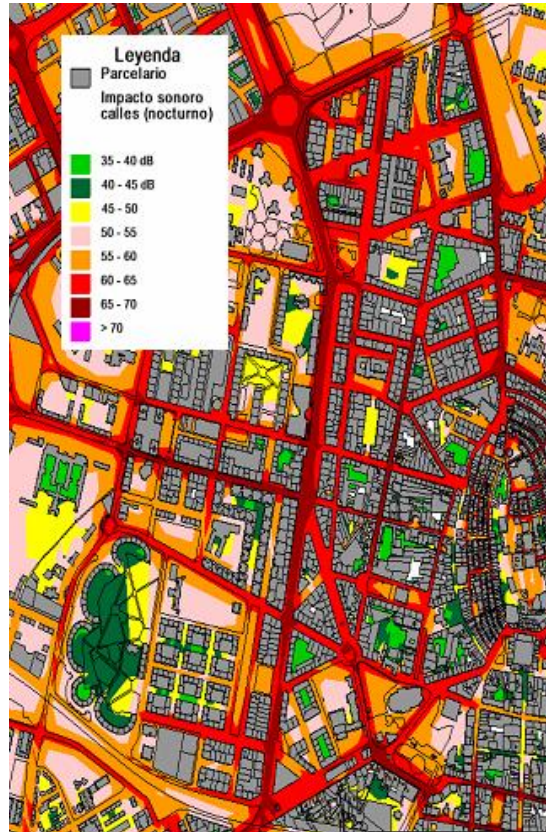 Leyenda
Parcelario
Impacto sonoro
calles (nocturno)
35 - 40 dB
40 - 45 dB
45 - 50
50 - 55
55 - 60
60 - 65
65 - 70
> 70